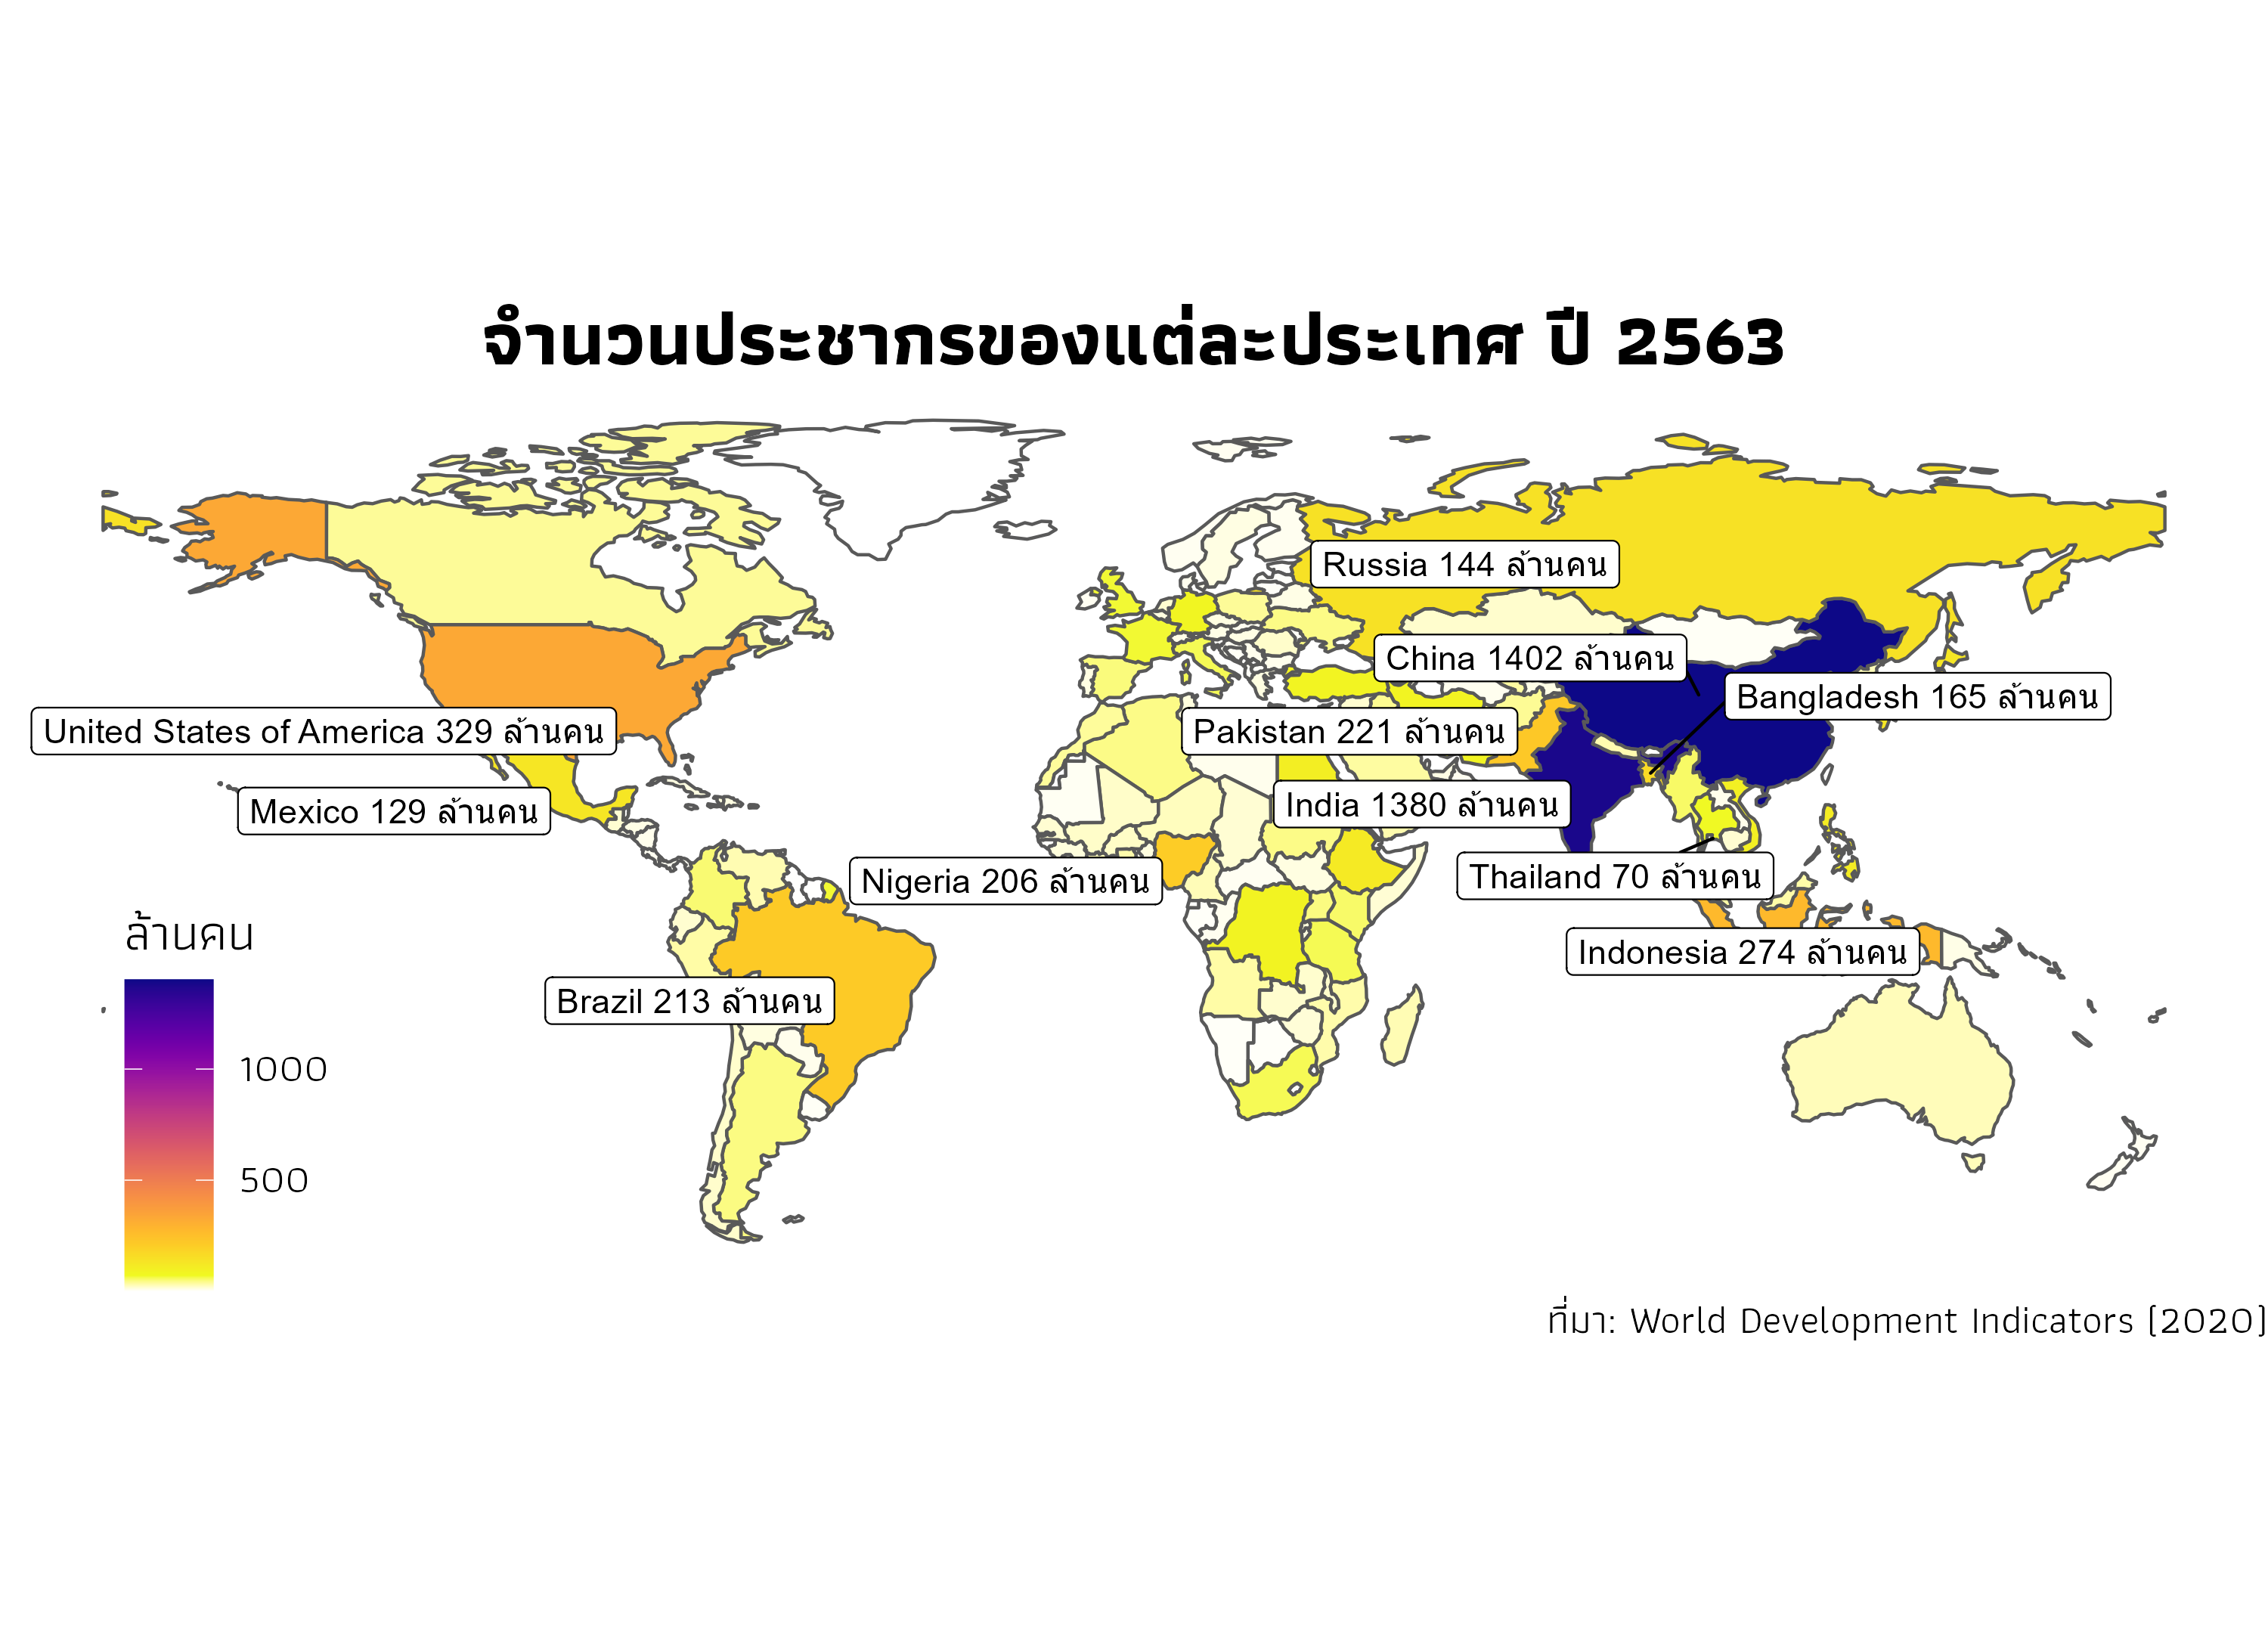 จำนวนประชากรของแต่ละประเทศ ปี 2563
Russia 144 ล้านคน
China 1402 ล้านคน
Bangladesh 165 ล้านคน
United States of America 329 ล้านคน
Pakistan 221 ล้านคน
Mexico 129 ล้านคน
India 1380 ล้านคน
Nigeria 206 ล้านคน
Thailand 70 ล้านคน
Indonesia 274 ล้านคน
Brazil 213 ล้านคน
ล้านคน
1000
500
ที่มา: World Development Indicators (2020)